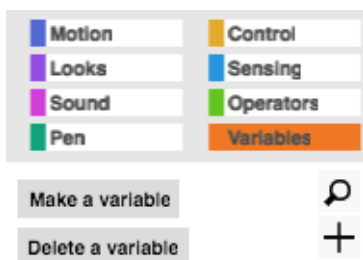 Motion Control
Looks Sensing
Sound Operators
Pen Variables
Make a variable
Delete a variable